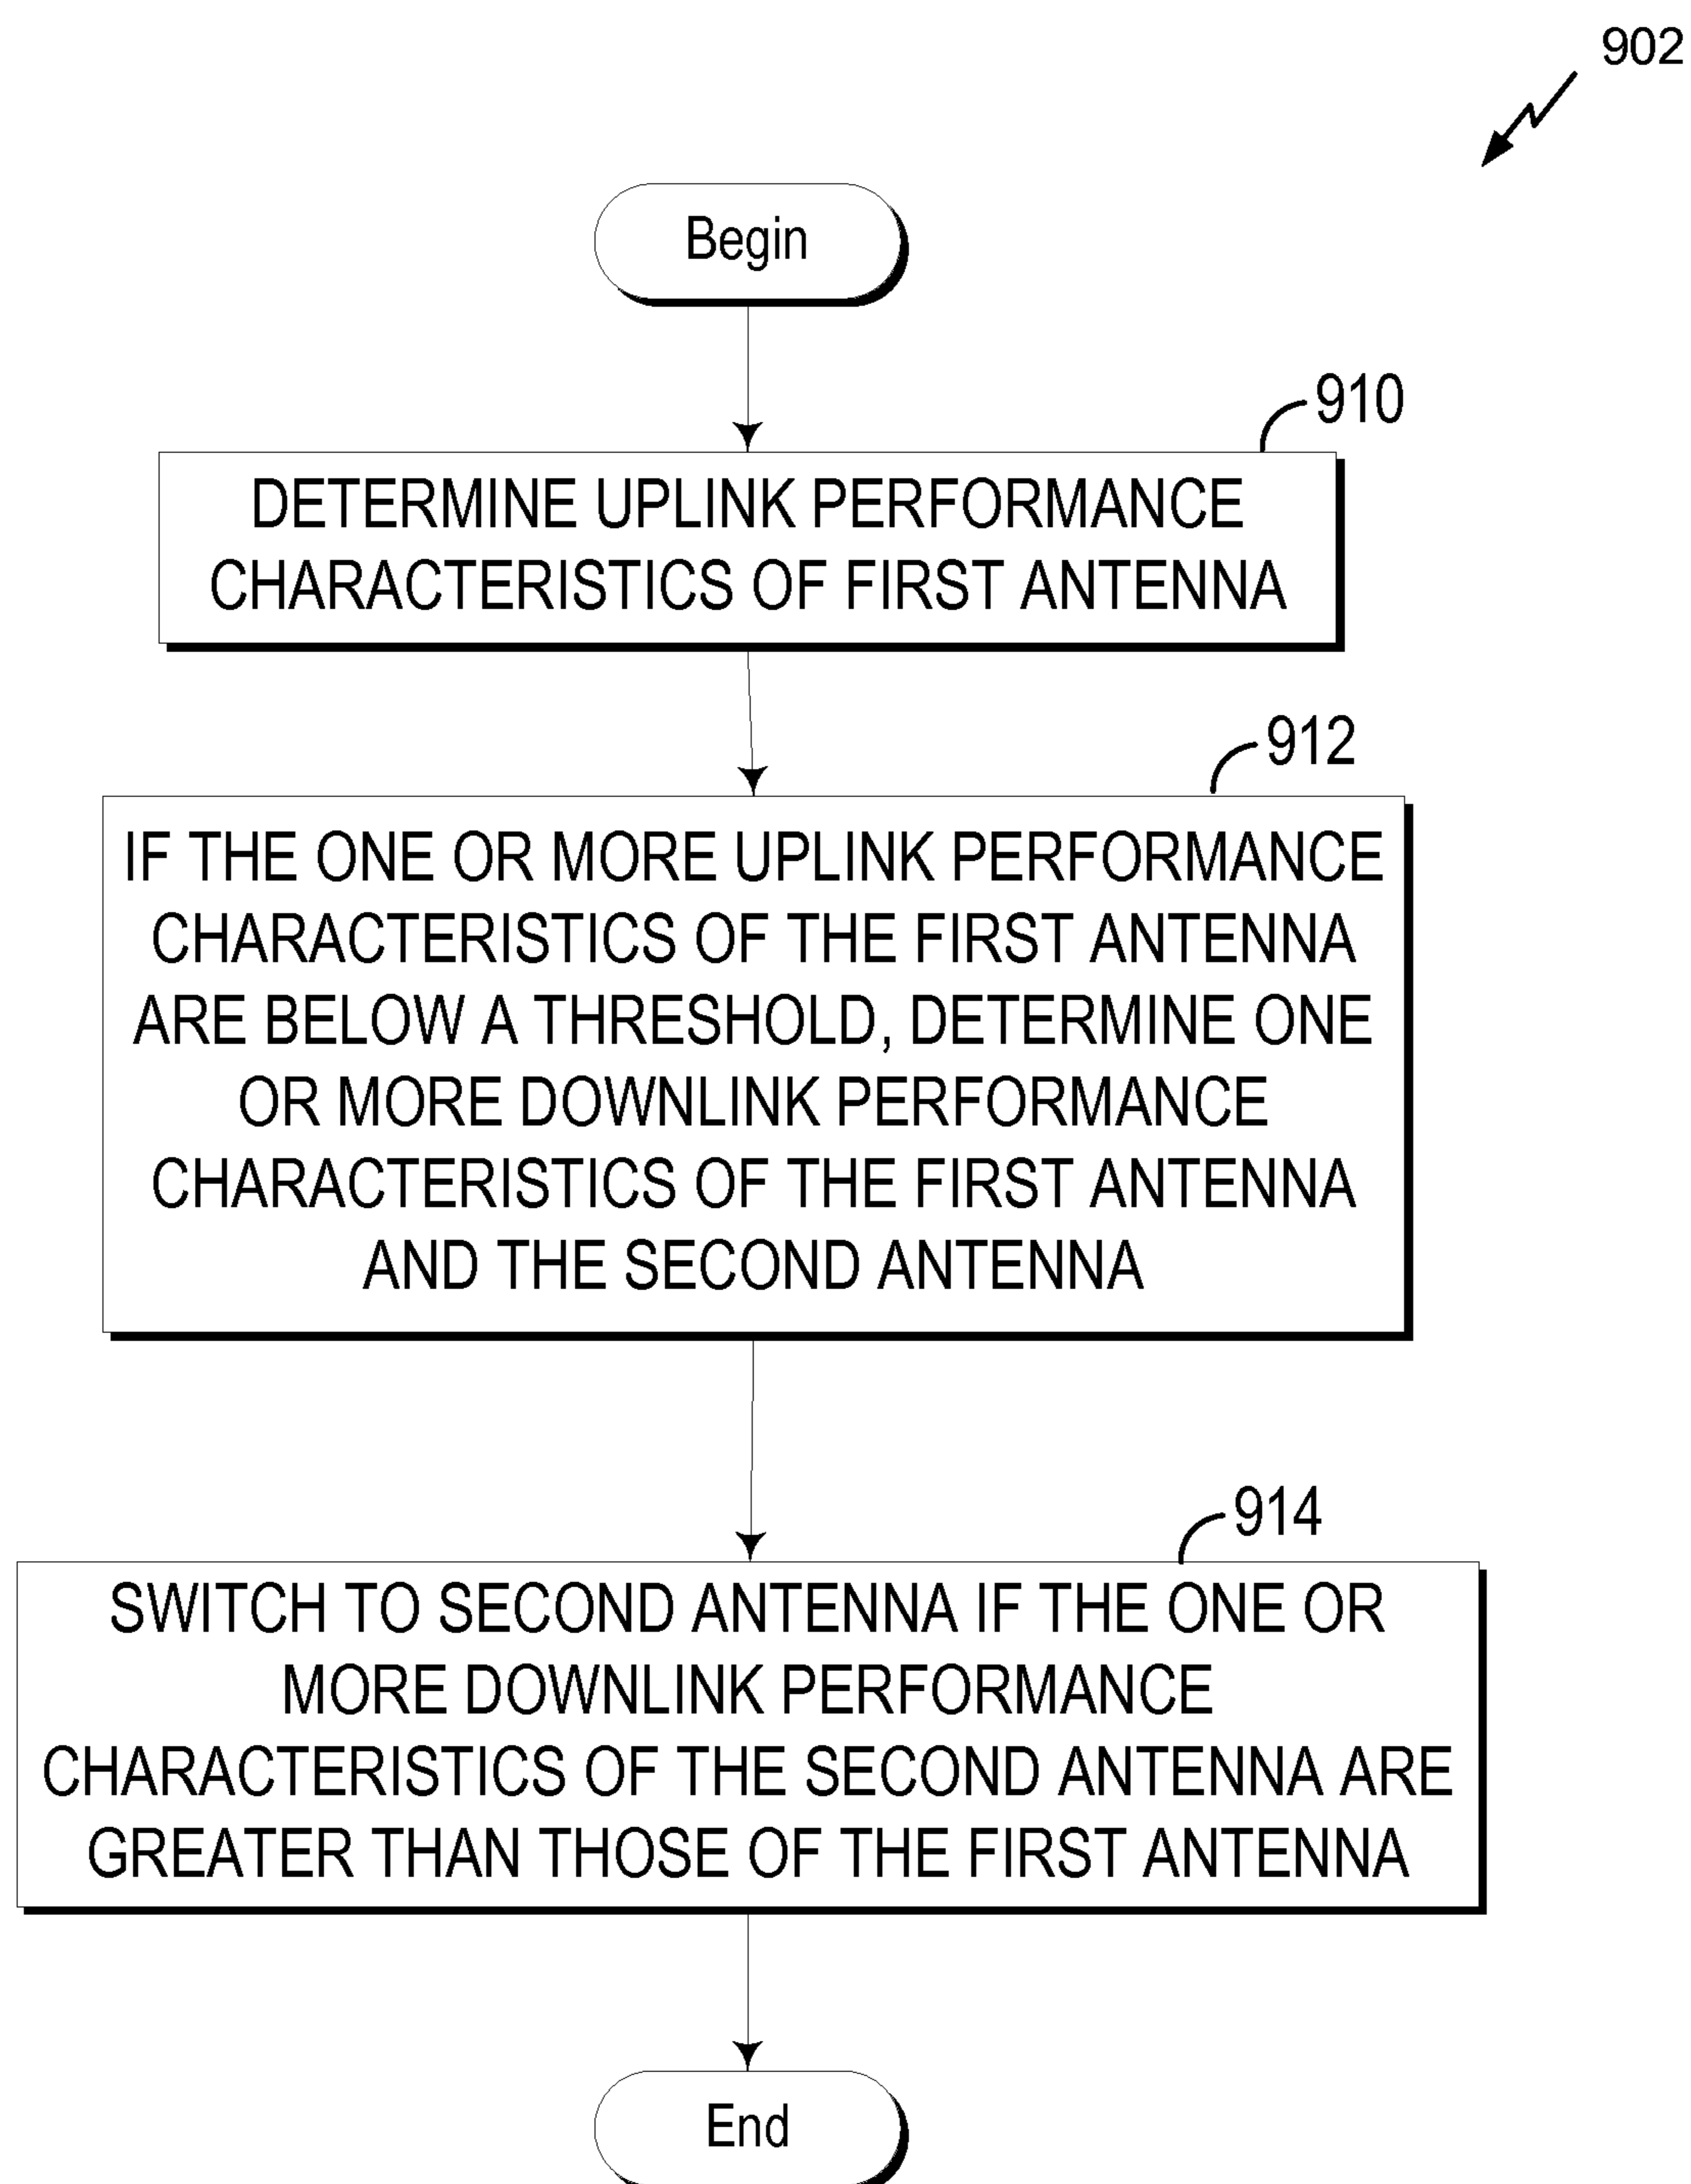 902
Begin
910
DETERMINE UPLINK PERFORMANCE
CHARACTERISTICS OF FIRST ANTENNA
912
IF THE ONE OR MORE UPLINK PERFORMANCE
CHARACTERISTICS OF THE FIRST ANTENNA
ARE BELOW A THRESHOLD, DETERMINE ONE
OR MORE DOWNLINK PERFORMANCE
CHARACTERISTICS OF THE FIRST ANTENNA
AND THE SECOND ANTENNA
914
SWITCH TO SECOND ANTENNA IF THE ONE OR
MORE DOWNLINK PERFORMANCE
CHARACTERISTICS OF THE SECOND ANTENNA ARE
GREATER THAN THOSE OF THE FIRST ANTENNA
End